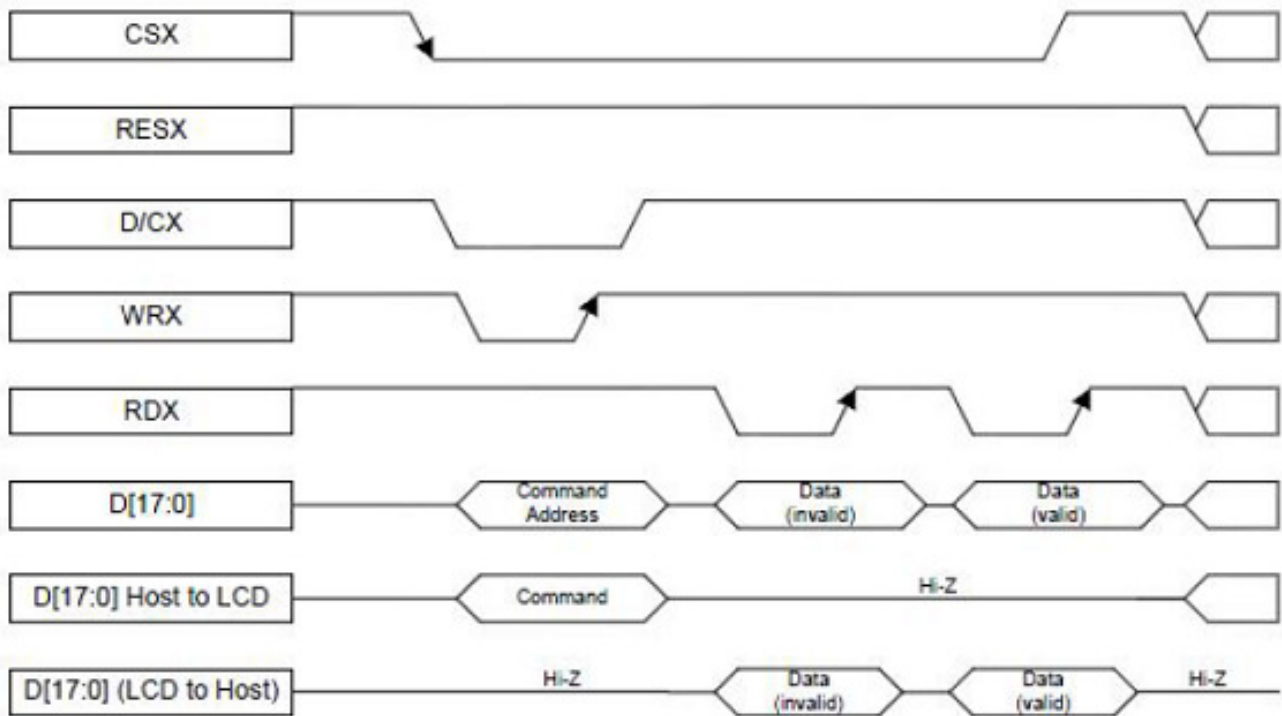 CSX
RESX
D/CX
WRX
RDX
D[17:0]
Command
Address
Data
(invalid)
Data
(valid)
D[17:0] Host to LCD
Command
Hi-Z
D[17:0] (LCD to Host)
Hi-Z
Data
(invalid)
Data
(valid)
Hi-Z